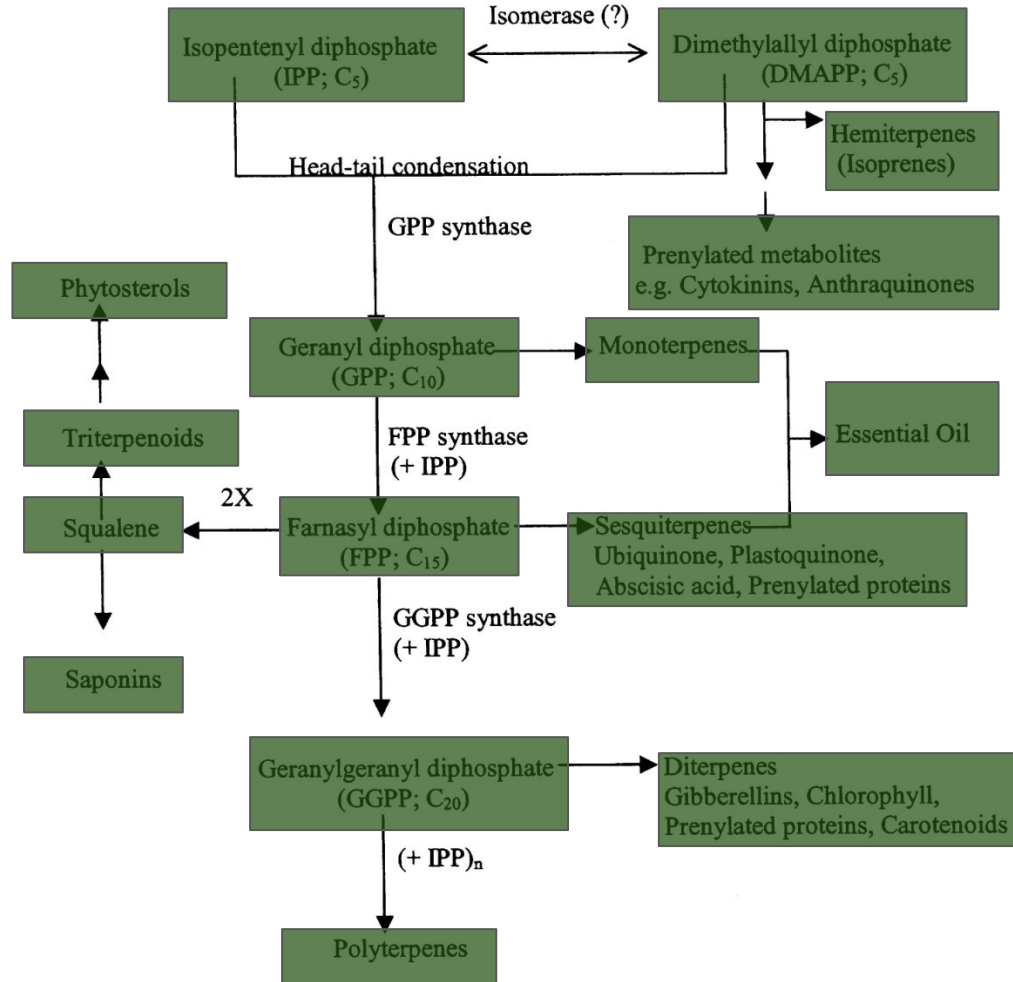 Isomerase (?)
Isopentenyl diphosphate
(IPP; C₅)
Dimethylallyl diphosphate
(DMAPP; C₅)
Hemiterpenes
(Isoprenes)
Head-tail condensation
GPP synthase
Prenylated metabolites
e.g. Cytokinins, Anthraquinones
Phytosterols
Geranyl diphosphate
(GPP; C₁₀)
Monoterpenes
Triterpenoids
FPP synthase
(+ IPP)
Essential Oil
Squalene
2X
Farnasyl diphosphate
(FPP; C₁₅)
Sesquiterpenes
Ubiquinone, Plastoquinone,
Abscisic acid, Prenylated proteins
GGPP synthase
(+ IPP)
Saponins
Geranylgeranyl diphosphate
(GGPP; C₂₀)
Diterpenes
Gibberellins, Chlorophyll,
Prenylated proteins, Carotenoids
(+ IPP)ₙ
Polyterpenes